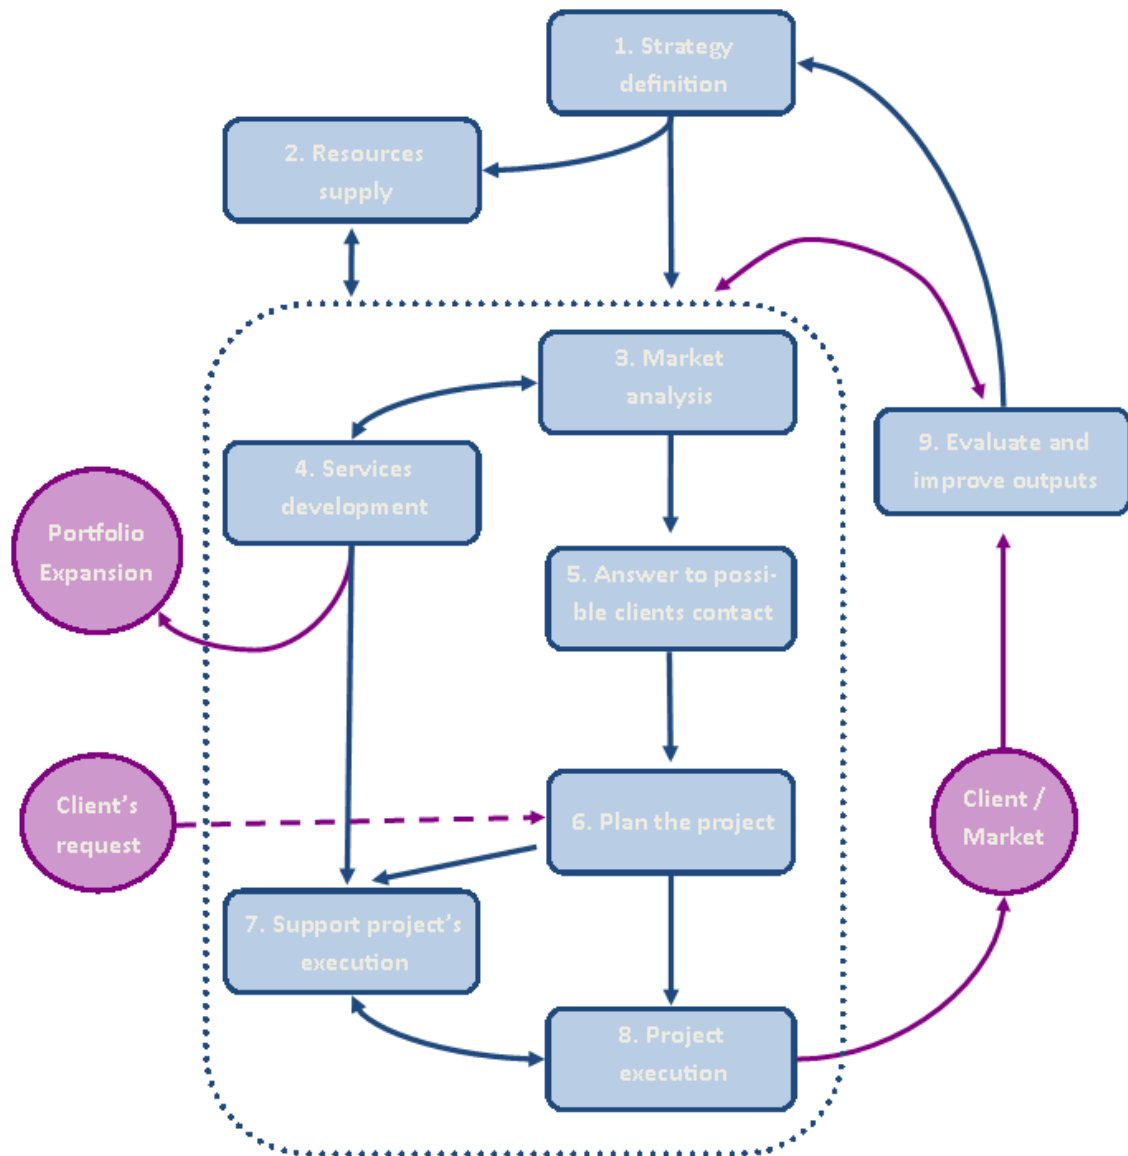 1. Strategy
definition
2. Resources
supply
3. Market
analysis
4. Services
development
9. Evaluate and
improve outputs
Portfolio
Expansion
5. Answer to possi-
ble clients contact
Client's
request
6. Plan the project
Client /
Market
7. Support project's
execution
8. Project
execution